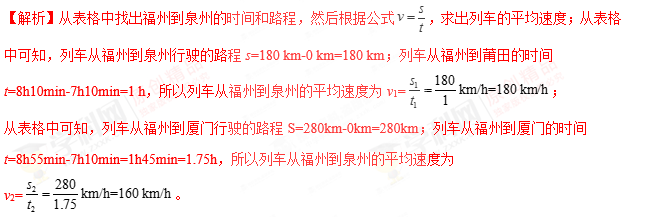 【解析】从表格中找出福州到泉州的时间和路程，然后根据公式 v=s/t，求出列车的平均速度；从表格
中可知，列车从福州到泉州行驶的路程 s=180 km-0 km=180 km；列车从福州到莆田的时间
t=8h10min-7h10min=1 h，所以列车从福州到泉州的平均速度为 v₁=s₁/t₁=180/1 km/h=180 km/h；
从表格中可知，列车从福州到厦门行驶的路程 S=280km-0km=280km；列车从福州到厦门的时间
t=8h55min-7h10min=1h45min=1.75h，所以列车从福州到泉州的平均速度为
v₂=s₂/t₂=280/1.75 km/h=160 km/h 。